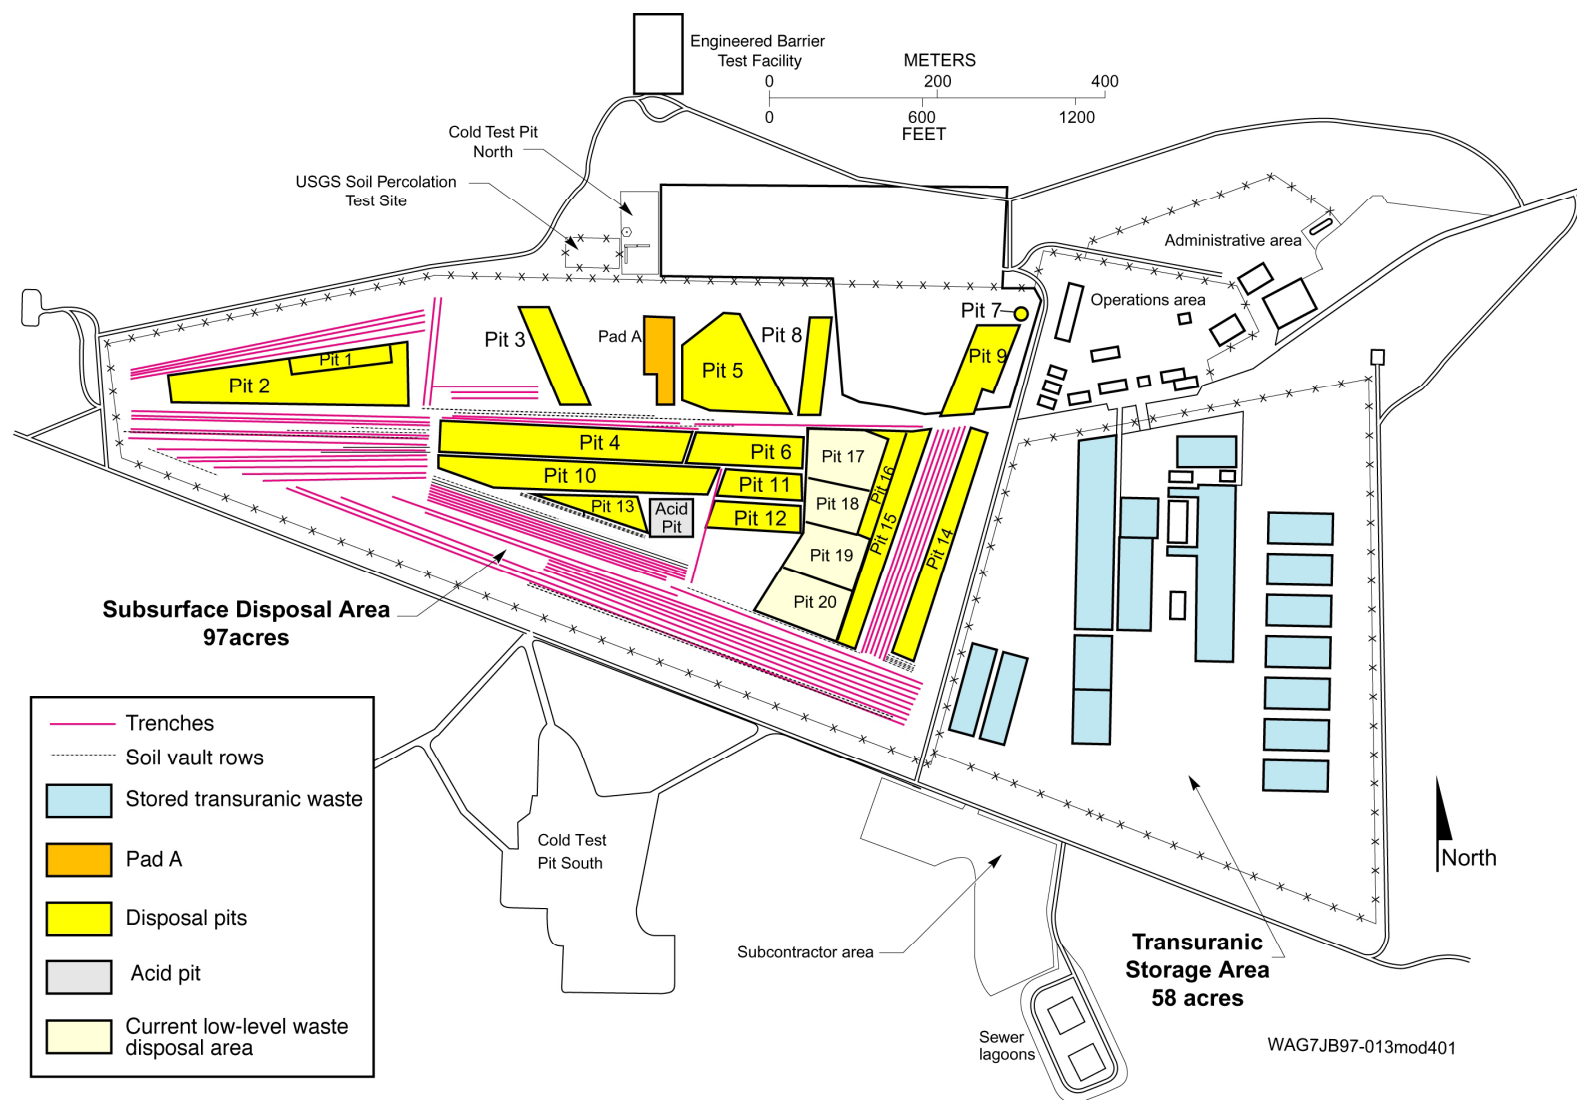 Engineered Barrier
Test Facility
METERS
0
200
400
0
600
1200
FEET
Cold Test Pit
North
USGS Soil Percolation
Test Site
Administrative area
Operations area
Pit 7
Pit 3
Pad A
Pit 8
Pit 5
Pit 9
Pit 1
Pit 2
Pit 4
Pit 6
Pit 17
Pit 16
Pit 10
Pit 11
Pit 18
Pit 13
Acid
Pit
Pit 12
Pit 15
Pit 14
Pit 19
Pit 20
Subsurface Disposal Area
97acres
Trenches
Soil vault rows
Stored transuranic waste
Pad A
Disposal pits
Acid pit
Current low-level waste
disposal area
Cold Test
Pit South
Subcontractor area
Sewer
lagoons
Transuranic
Storage Area
58 acres
North
WAG7JB97-013mod401